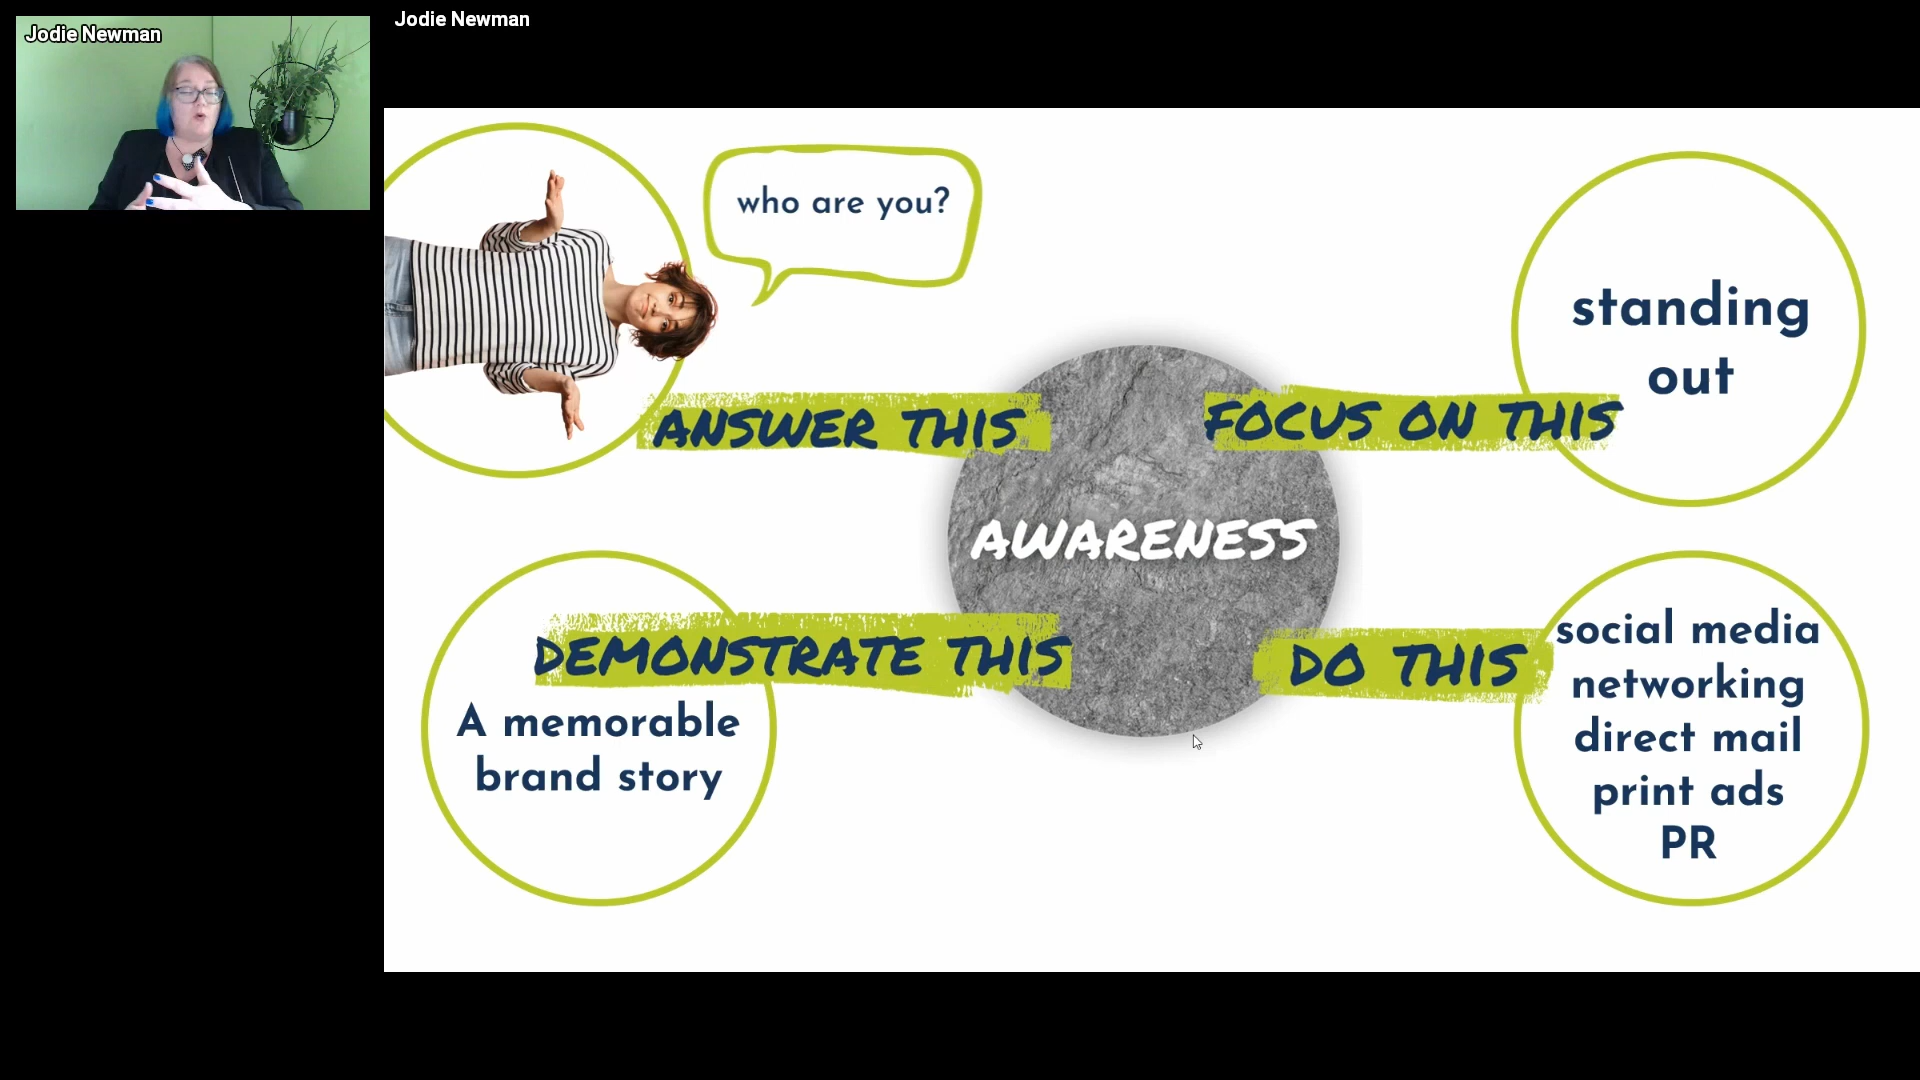 Jodie Newman
Jodie Newman
who are you?
ANSWER THIS
FOCUS ON THIS
standing
out
AWARENESS
DEMONSTRATE THIS
A memorable
brand story
DO THIS
social media
networking
direct mail
print ads
PR